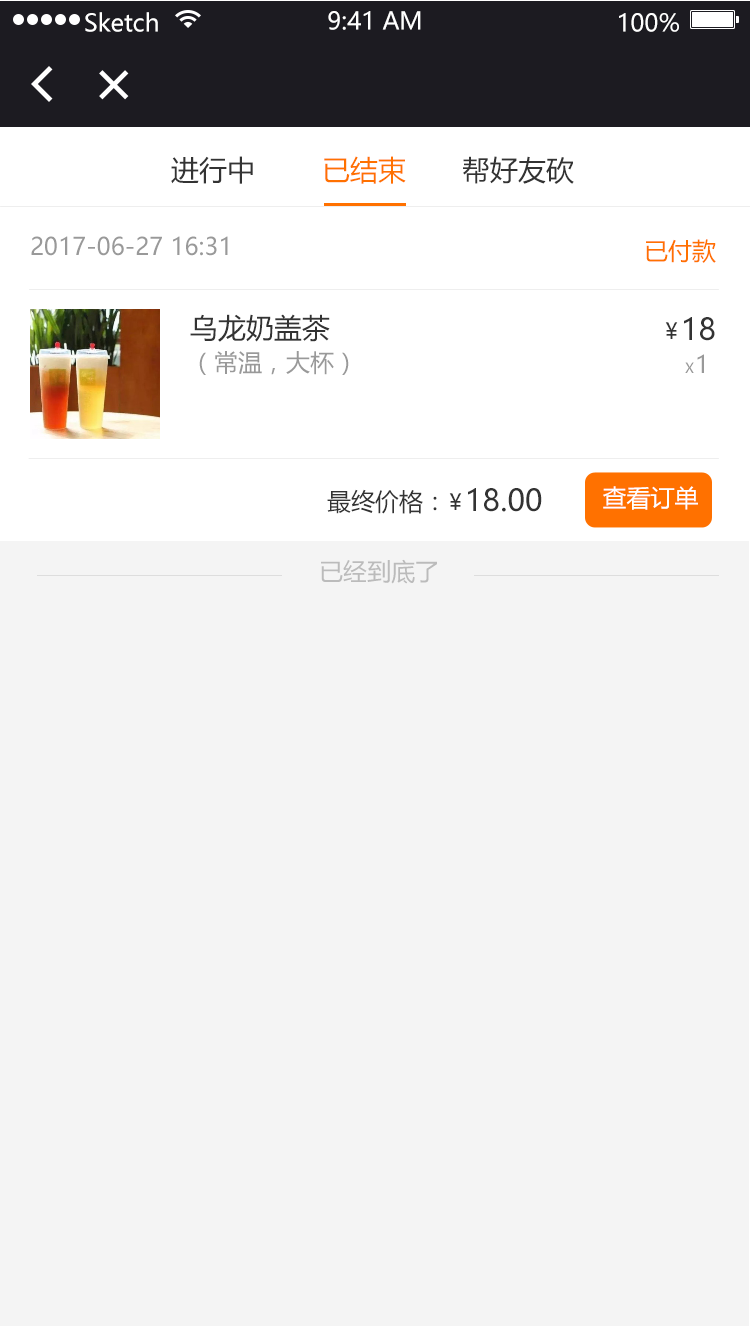 Sketch 9:41 AM 100%
进行中 已结束 帮好友砍
2017-06-27 16:31 已付款
乌龙奶盖茶 ¥18
（常温，大杯） x1
最终价格：¥18.00 查看订单
已经到底了